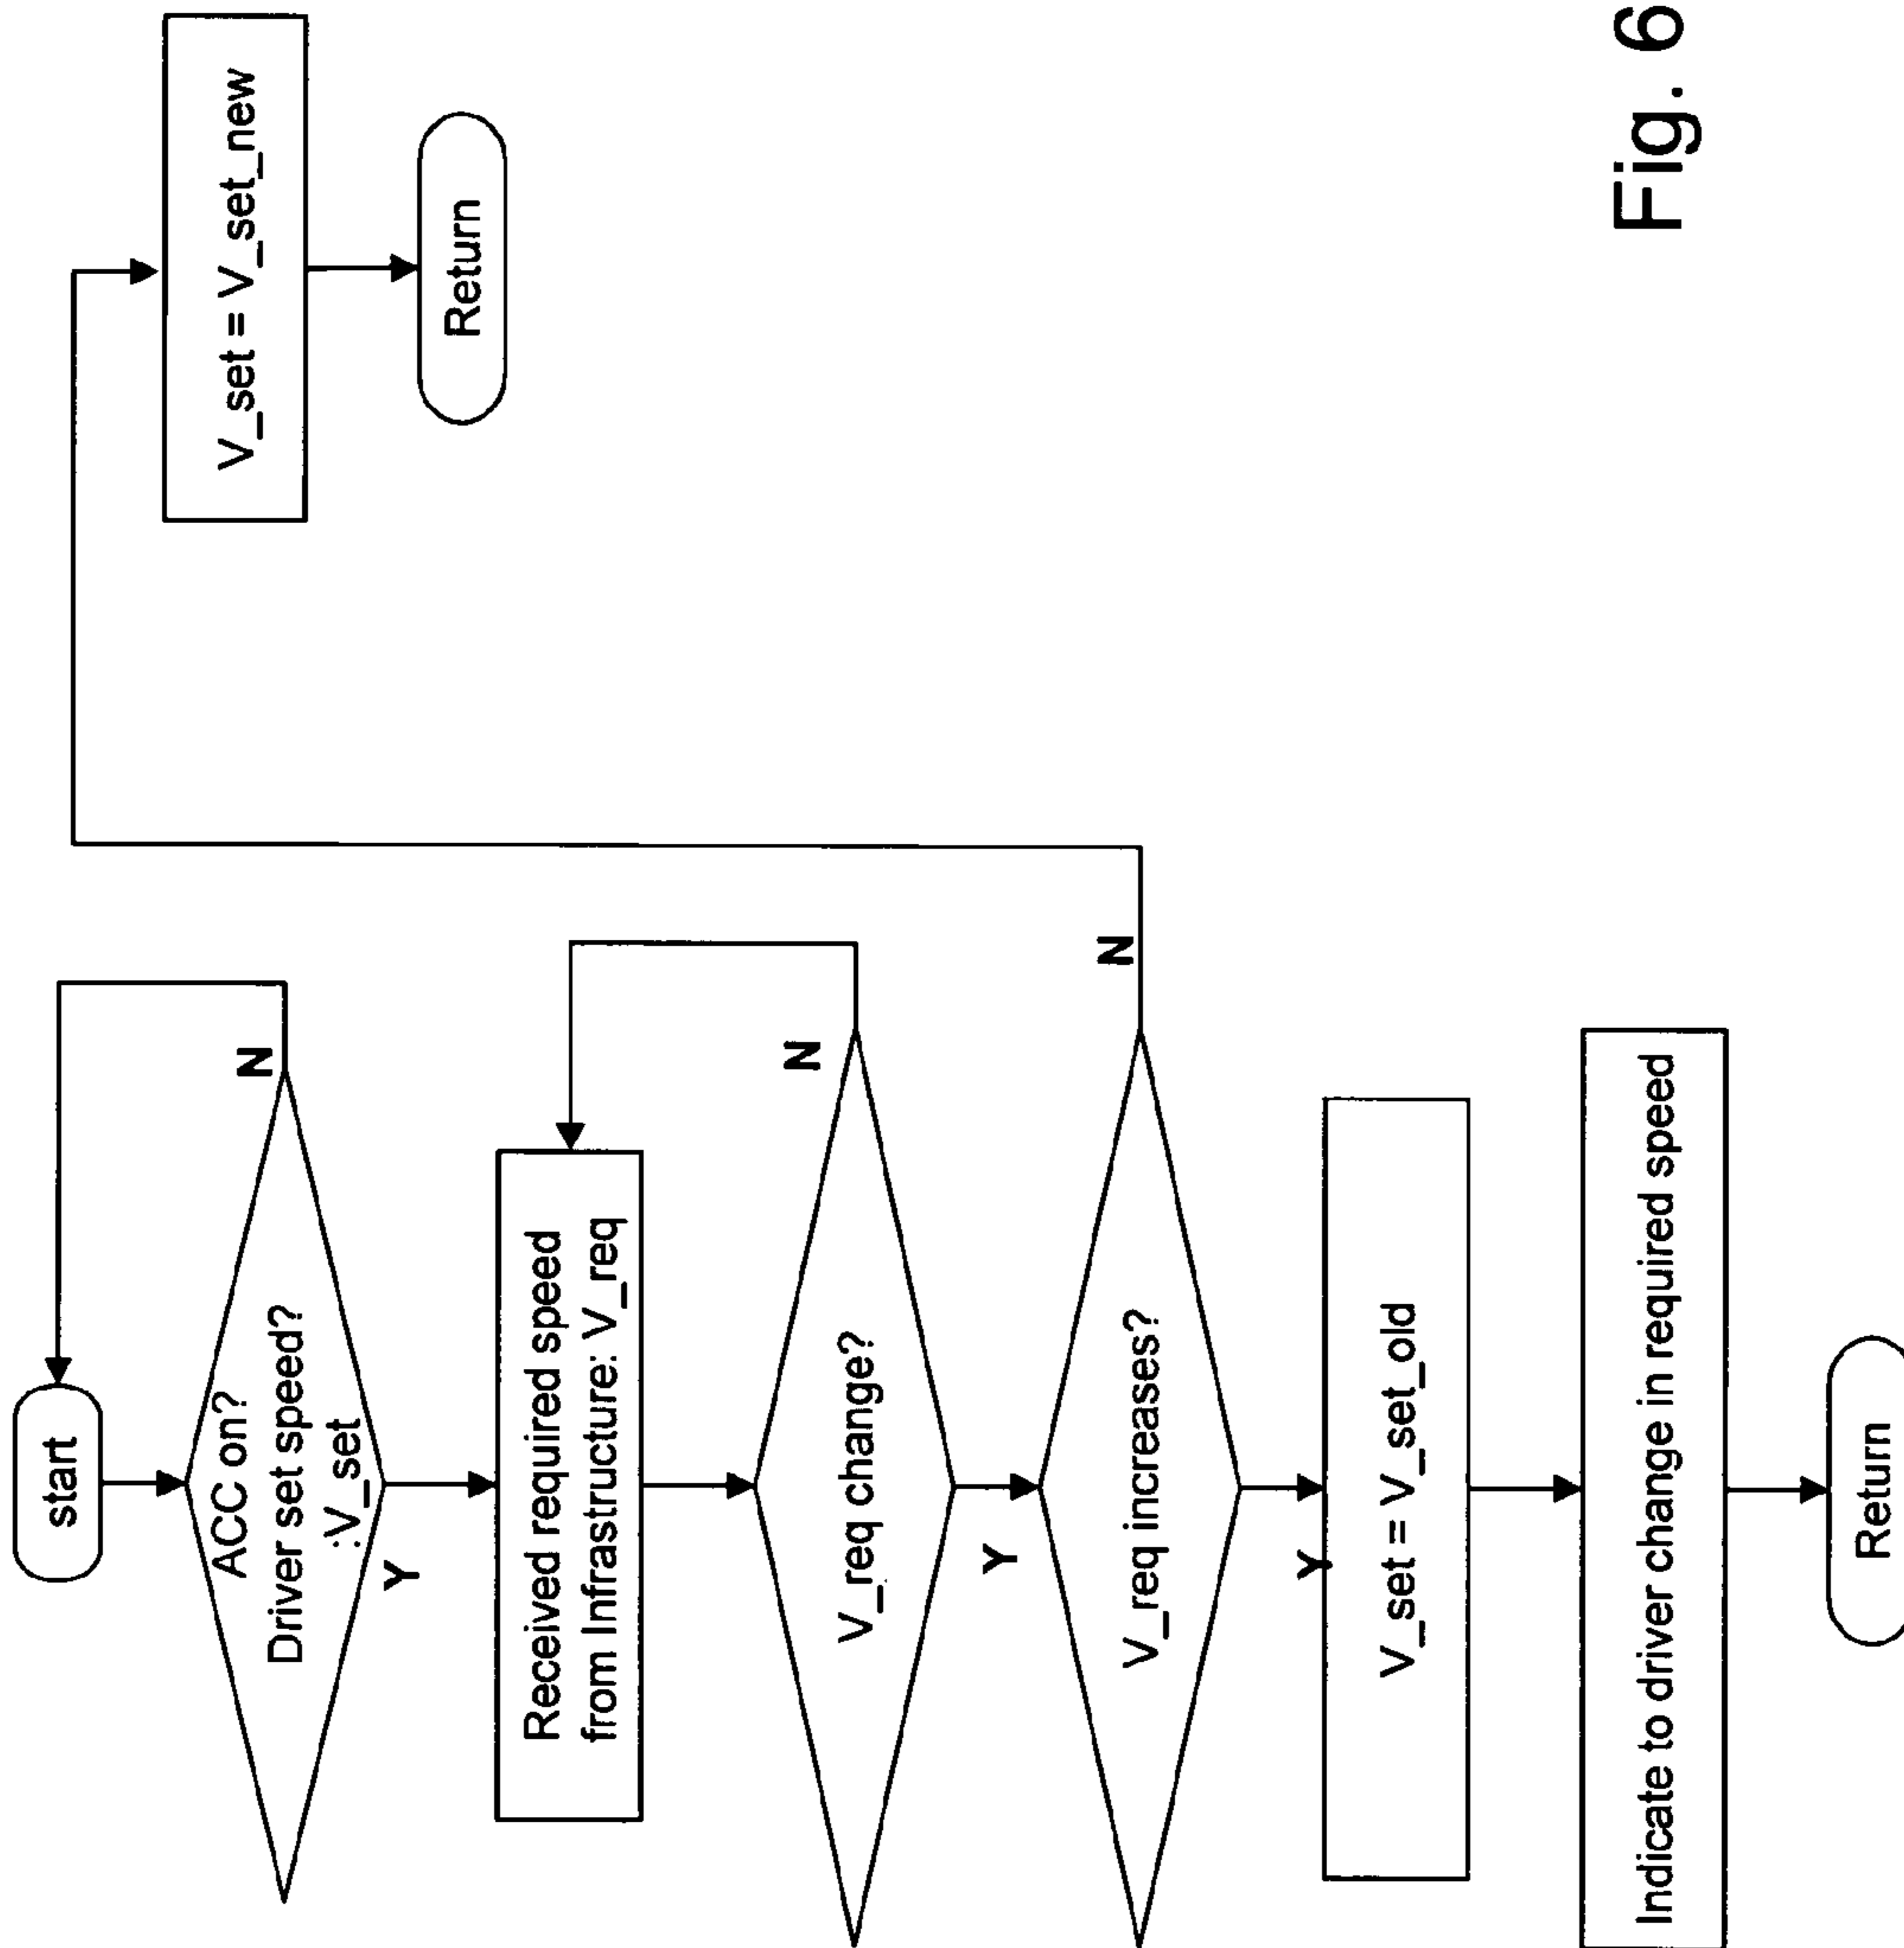 start
ACC on?
Driver set speed?
:V_set
N
Y
Received required speed
from Infrastructure: V_req
V_req change?
N
Y
V_req increases?
N
Y
V_set = V_set_old
Indicate to driver change in required speed
Return
V_set = V_set_new
Return
Fig. 6